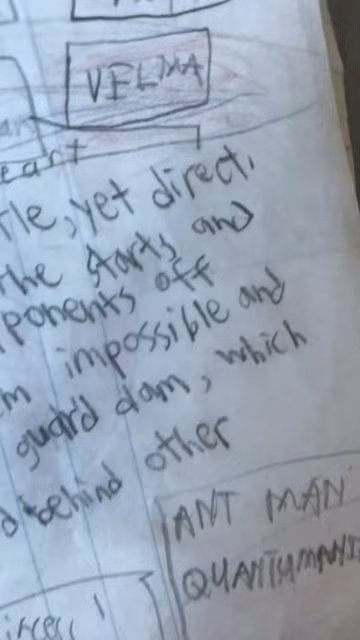 VELMA
eart
tle, yet direct.
the starts and
ponents off
m impossible and
guard dam, which
d behind other
ANT MAN
QUANTUMANI